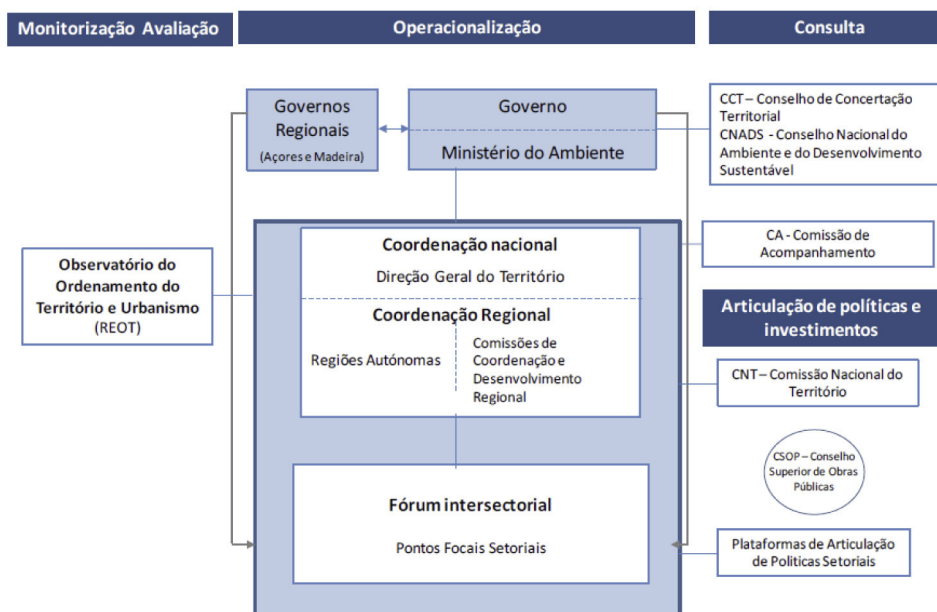 Monitorização Avaliação
Operacionalização
Consulta
Governos
Regionais
(Açores e Madeira)
Governo
Ministério do Ambiente
CCT – Conselho de Concertação
Territorial
CNADS - Conselho Nacional do
Ambiente e do Desenvolvimento
Sustentável
CA - Comissão de
Acompanhamento
Observatório do
Ordenamento do
Território e Urbanismo
(REOT)
Coordenação nacional
Direção Geral do Território
Coordenação Regional
Regiões Autónomas
Comissões de
Coordenação e
Desenvolvimento
Regional
Articulação de políticas e
investimentos
CNT – Comissão Nacional do
Território
CSOP – Conselho
Superior de Obras
Públicas
Fórum intersectorial
Pontos Focais Setoriais
Plataformas de Articulação
de Politicas Setoriais